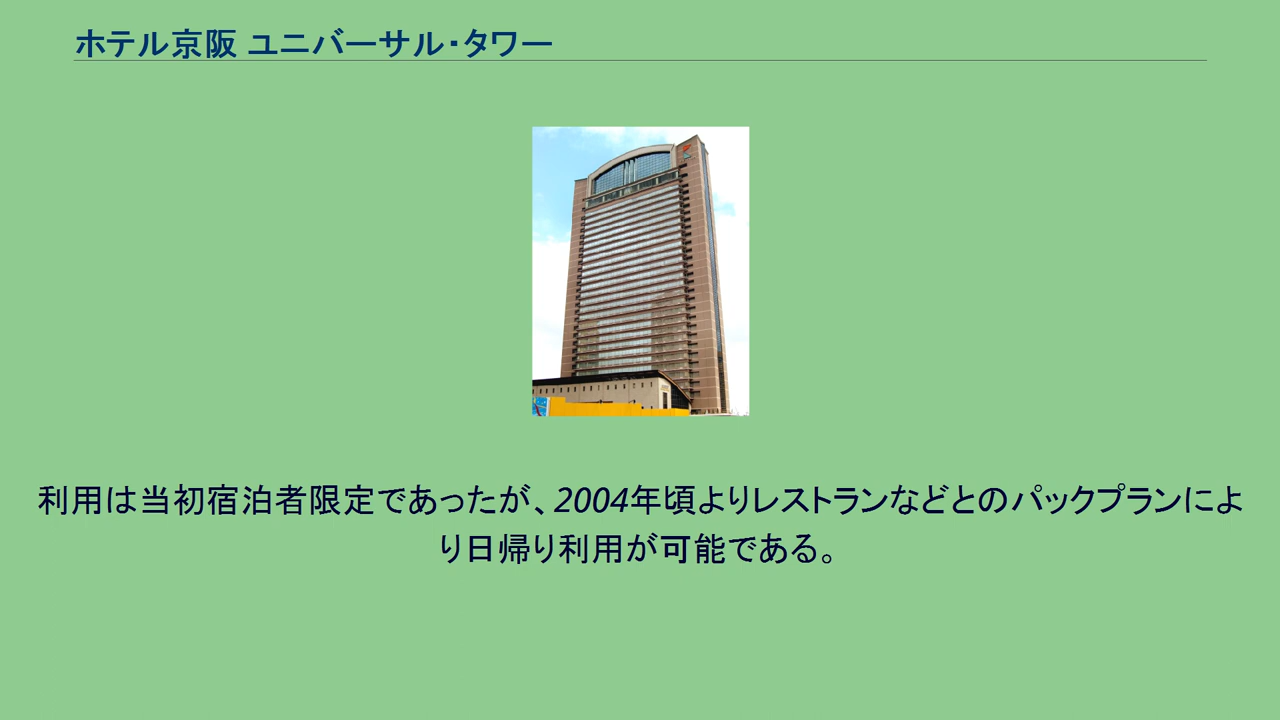 ホテル京阪 ユニバーサル・タワー
利用は当初宿泊者限定であったが、2004年頃よりレストランなどとのパックプランによ
り日帰り利用が可能である。